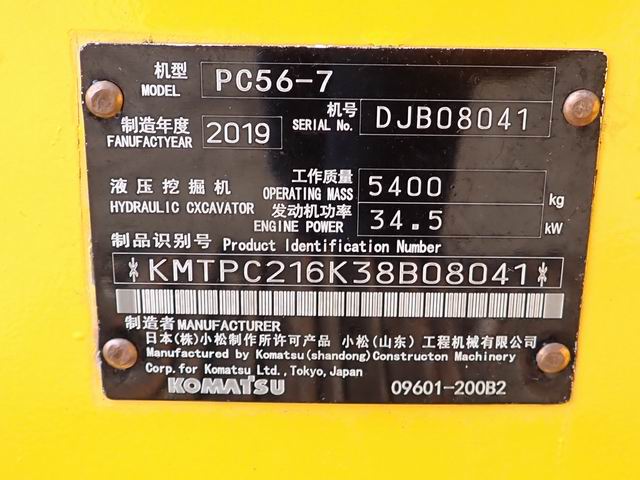 机型 PC56-7
MODEL
机号 DJB08041
SERIAL No.
制造年度 2019
FANUFACTYEAR
工作质量 5400 kg
OPERATING MASS
液压挖掘机
HYDRAULIC CXCAVATOR
发动机功率 34.5 kW
ENGINE POWER
制品识别号 Product Identification Number
*KMTPC216K38B08041*
制造者 MANUFACTURER
日本(株)小松制作所许可产品 小松(山东)工程机械有限公司
Manufactured by Komatsu(shandong) Constructon Machinery
Corp.for Komatsu Ltd.,Tokyo,Japan
KOMATSU 09601-200B2